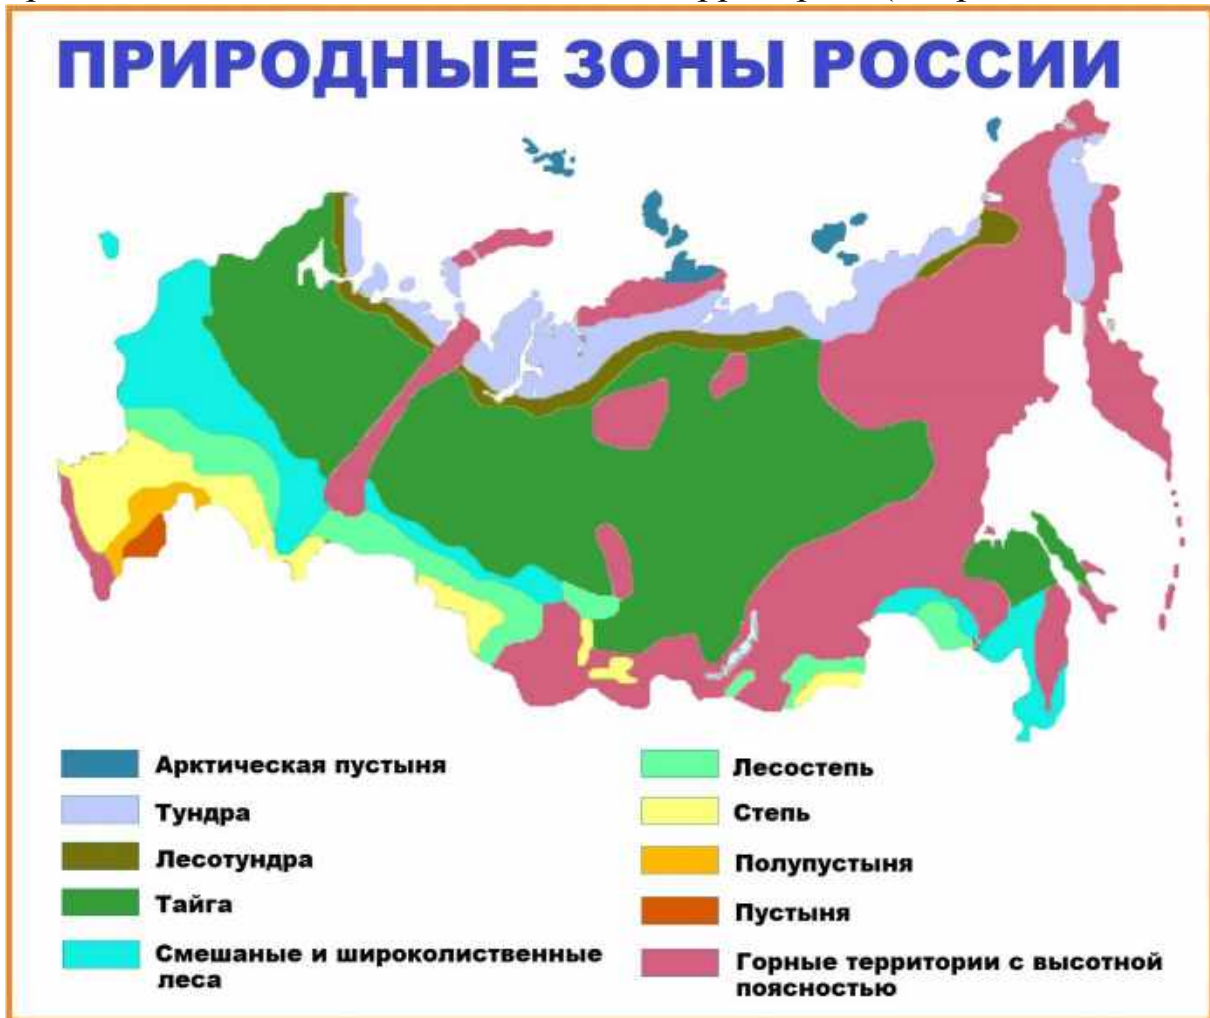 ПРИРОДНЫЕ ЗОНЫ РОССИИ
Арктическая пустыня
Тундра
Лесотундра
Тайга
Смешаные и широколиственные
леса
Лесостепь
Степь
Полупустыня
Пустыня
Горные территории с высотной
поясностью